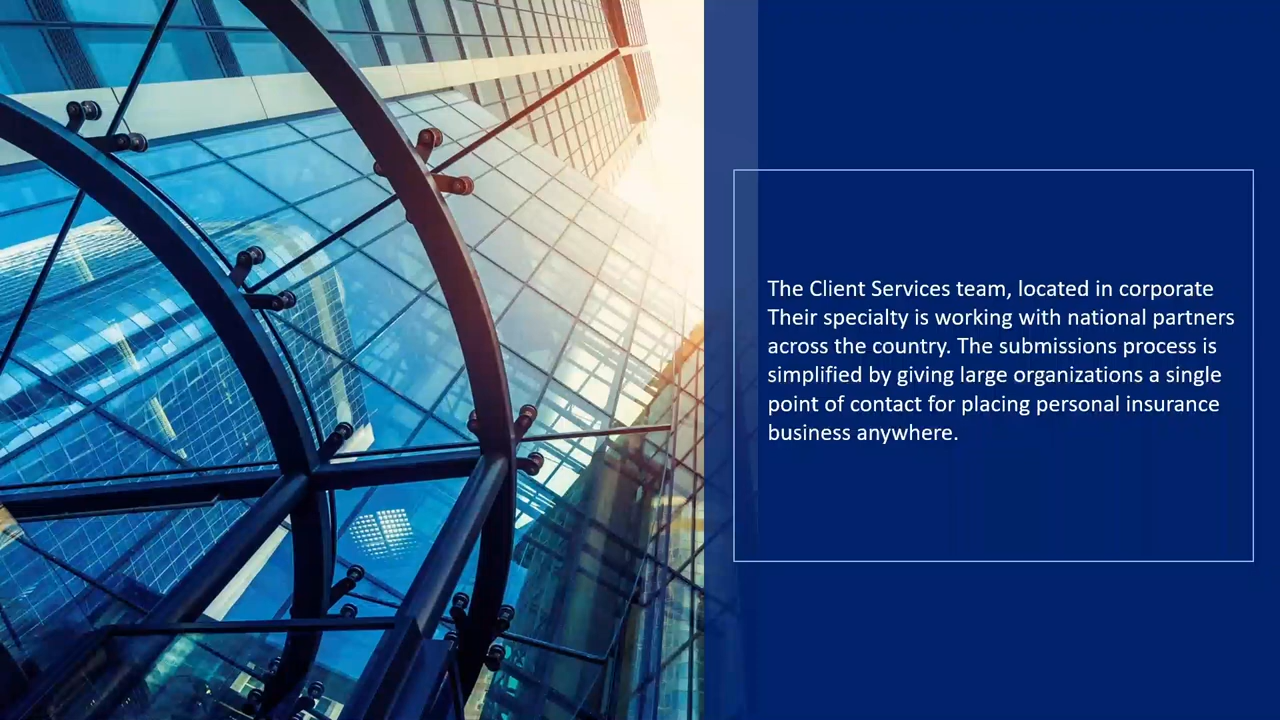 The Client Services team, located in corporate
Their specialty is working with national partners
across the country. The submissions process is
simplified by giving large organizations a single
point of contact for placing personal insurance
business anywhere.